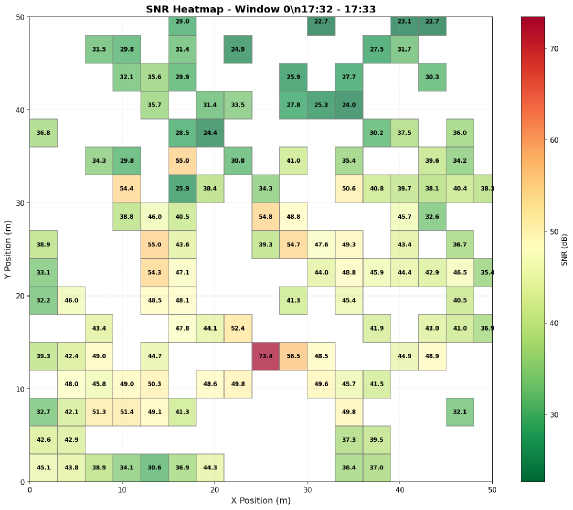 SNR Heatmap - Window 0\n17:32 - 17:33
50 29.0 22.7 23.1 22.7
31.5 29.8 31.4 24.9 27.5 31.7 70
32.1 35.6 29.9 25.9 27.7 30.3
40 35.7 31.4 33.5 27.8 25.3 24.0
36.8 28.5 24.4 30.2 37.5 36.0 60
34.3 29.8 55.0 30.8 41.0 35.4 39.6 34.2
30 54.4 25.9 38.4 34.3 50.6 40.8 39.7 38.1 40.4 38.3
38.8 46.0 40.5 54.8 48.8 45.7 32.6
Y Position (m) 38.9 55.0 43.6 39.3 54.7 47.6 49.3 43.4 36.7 50 SNR (dB)
33.1 54.3 47.1 44.0 48.8 45.9 44.4 42.9 46.5 35.4
20 32.2 46.0 48.5 48.1 41.3 45.4 40.5
43.4 47.8 44.1 52.4 41.9 43.0 41.0 36.9 40
39.3 42.4 49.0 44.7 73.4 56.5 48.5 44.9 48.9
10 48.0 45.8 49.0 50.3 48.6 49.8 49.6 45.7 41.5
32.7 42.1 51.3 51.4 49.1 41.3 49.8 32.1 30
42.6 42.9 37.3 39.5
45.1 43.8 38.9 34.1 30.6 36.9 44.3 36.4 37.0
0
0 10 20 30 40 50
X Position (m)